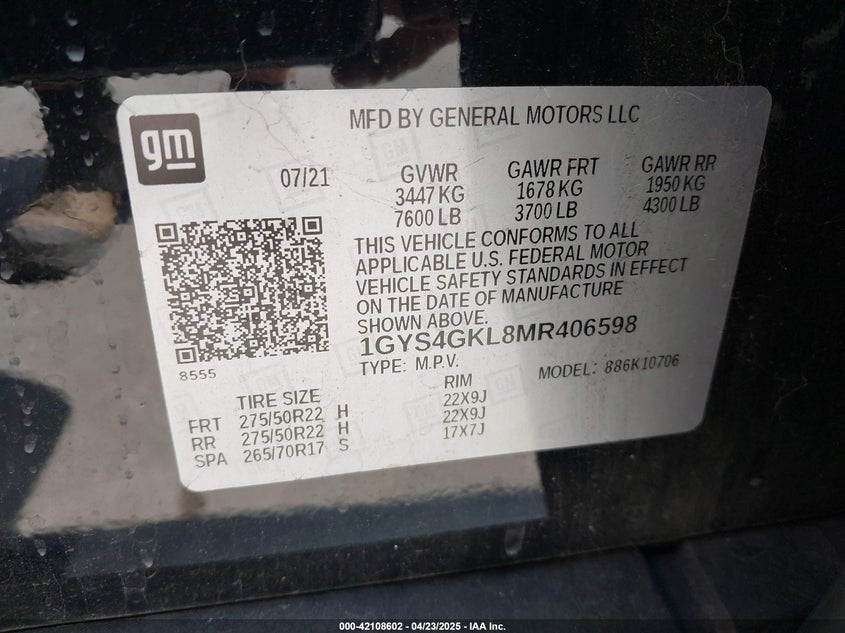 gm
MFD BY GENERAL MOTORS LLC
07/21
GVWR GAWR FRT GAWR RR
3447 KG 1678 KG 1950 KG
7600 LB 3700 LB 4300 LB
THIS VEHICLE CONFORMS TO ALL
APPLICABLE U.S. FEDERAL MOTOR
VEHICLE SAFETY STANDARDS IN EFFECT
ON THE DATE OF MANUFACTURE
SHOWN ABOVE.
1GYS4GKL8MR406598
8555
TYPE: M.P.V. MODEL: 886K10706
TIRE SIZE RIM
FRT 275/50R22 H 22X9J
RR 275/50R22 H 22X9J
SPA 265/70R17 S 17X7J
000-42108602 - 04/23/2025 - IAA Inc.